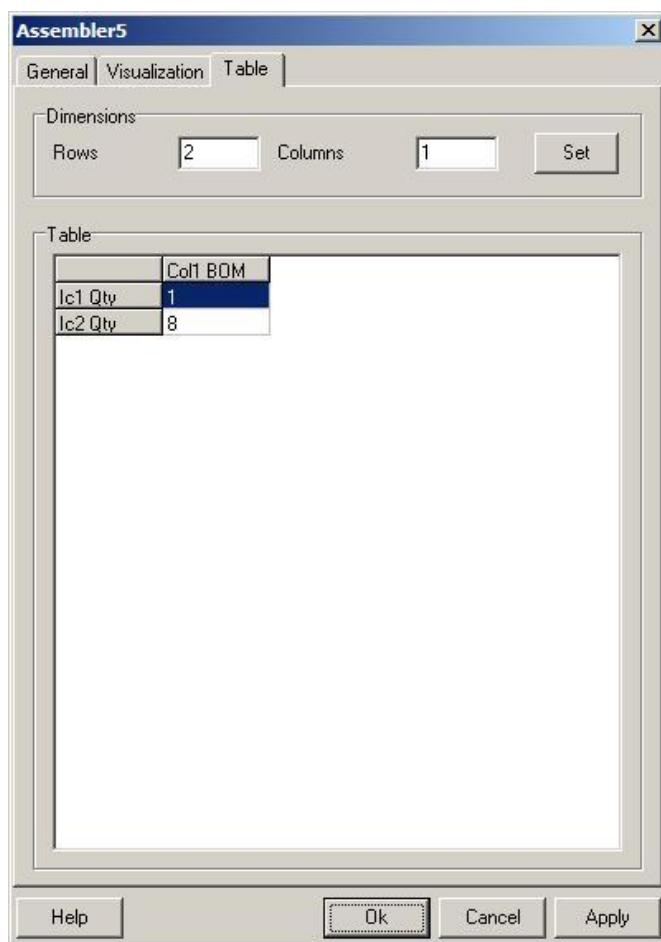 Assembler5
General Visualization Table
Dimensions
Rows 2 Columns 1 Set
Table
Col1 BOM
Ic1 Qty 1
Ic2 Qty 8
Help Ok Cancel Apply